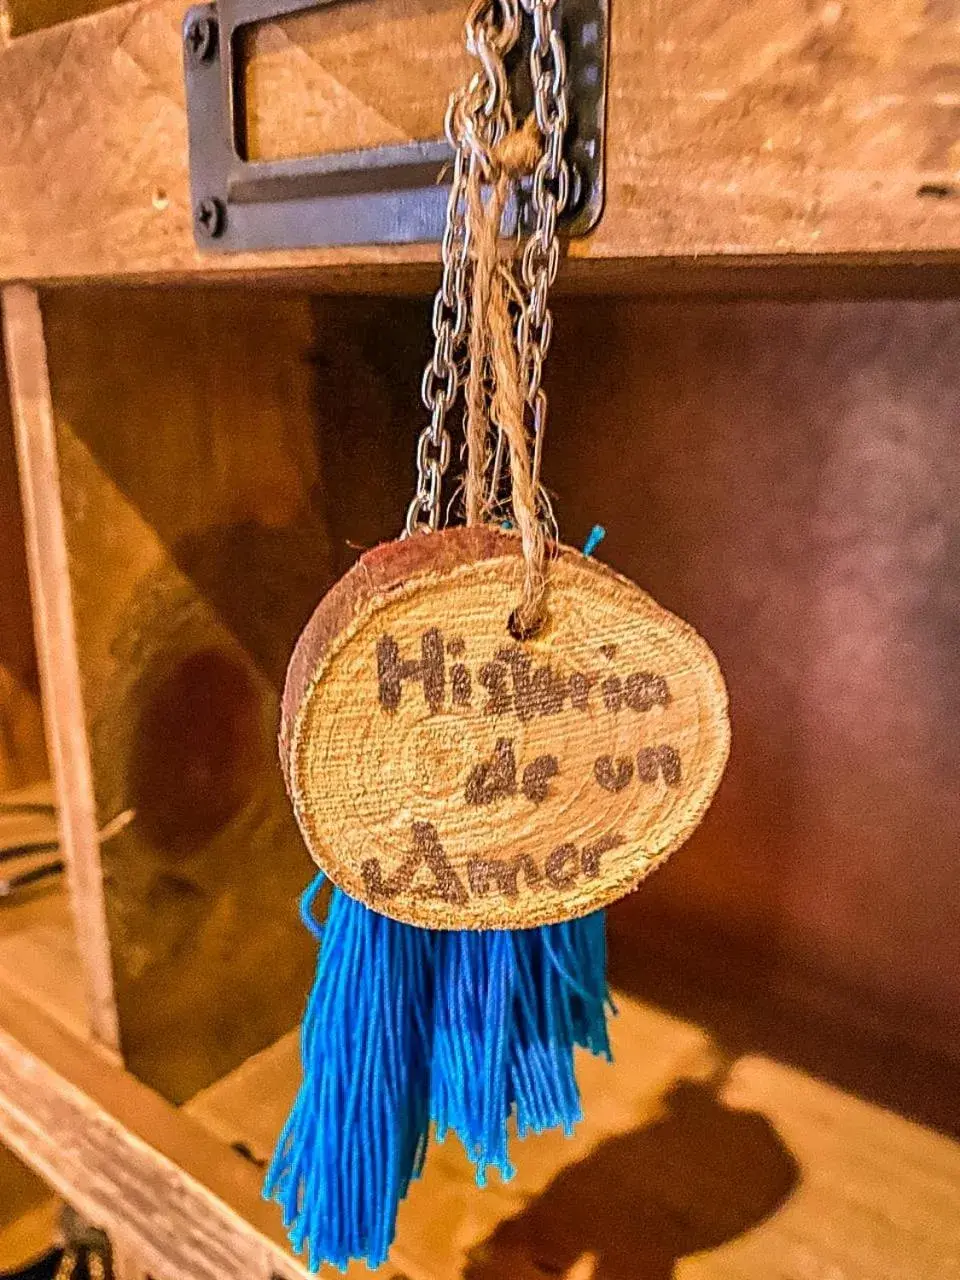 Historia
de un
Amor